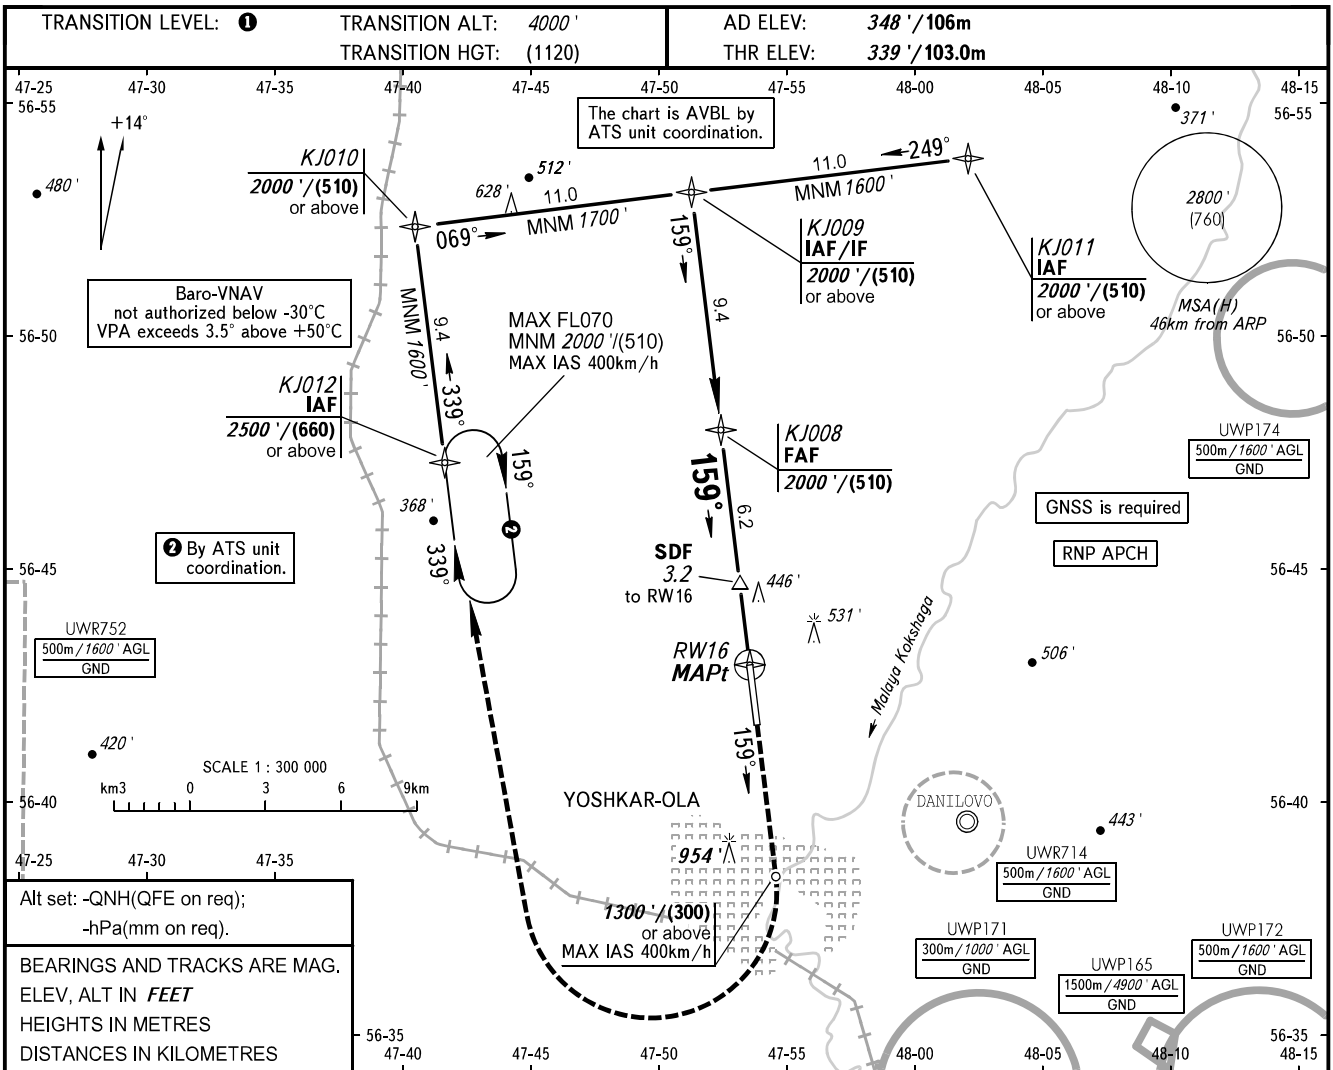 TRANSITION LEVEL: ❶
TRANSITION ALT: 4000 '
TRANSITION HGT: (1120)
AD ELEV: 348 '/106m
THR ELEV: 339 '/103.0m
47-25 47-30 47-35 47-40 47-45 47-50 47-55 48-00 48-05 48-10 48-15
56-55 56-55
+14°
The chart is AVBL by
ATS unit coordination.
371'
480'
KJ010
2000 '/(510)
or above
512'
628'
11.0
MNM 1700 '
069°
11.0
MNM 1600'
249°
159°
KJ009
IAF/IF
2000 '/(510)
or above
KJ011
IAF
2000 '/(510)
or above
2800'
(760)
MSA(H)
46km from ARP
Baro-VNAV
not authorized below -30°C
VPA exceeds 3.5° above +50°C
56-50 56-50
MNM 1600'
9.4
339°
MAX FL070
MNM 2000 '/(510)
MAX IAS 400km/h
9.4
KJ012
IAF
2500 '/(660)
or above
159°
KJ008
FAF
2000 '/(510)
UWP174
500m/1600 ' AGL
GND
159°
6.2
368'
339°
❷
❷ By ATS unit
coordination.
GNSS is required
RNP APCH
56-45 56-45
SDF
3.2
to RW16
446'
531'
UWR752
500m/1600 ' AGL
GND
RW16
MAPt
506'
Malaya Kokshaga
420'
159°
SCALE 1 : 300 000
km3 0 3 6 9km
56-40 56-40
YOSHKAR-OLA
DANILOVO
443'
954'
47-25 47-30 47-35
UWR714
500m/1600 ' AGL
GND
Alt set: -QNH(QFE on req);
-hPa(mm on req).
1300 '/(300)
or above
MAX IAS 400km/h
UWP171
300m/1000 ' AGL
GND
UWP165
1500m/4900 ' AGL
GND
UWP172
500m/1600 ' AGL
GND
BEARINGS AND TRACKS ARE MAG.
ELEV, ALT IN FEET
HEIGHTS IN METRES
DISTANCES IN KILOMETRES
56-35 56-35
47-40 47-45 47-50 47-55 48-00 48-05 48-10 48-15